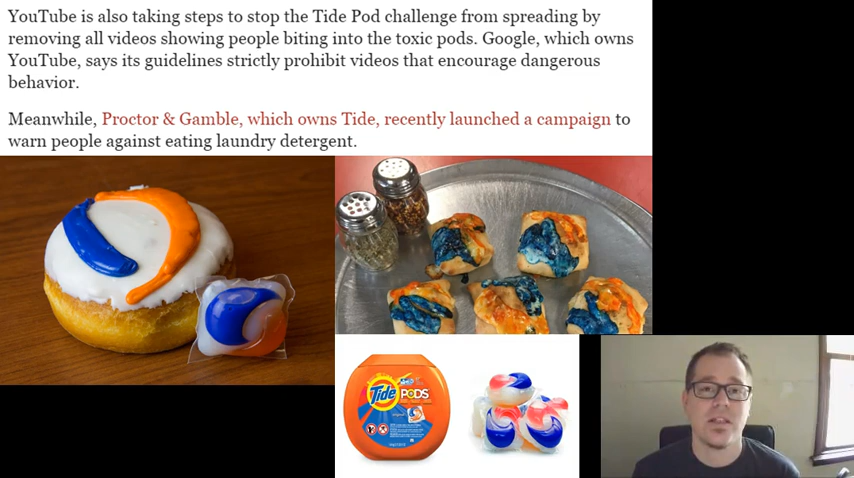 YouTube is also taking steps to stop the Tide Pod challenge from spreading by
removing all videos showing people biting into the toxic pods. Google, which owns
YouTube, says its guidelines strictly prohibit videos that encourage dangerous
behavior.
Meanwhile, Proctor & Gamble, which owns Tide, recently launched a campaign to
warn people against eating laundry detergent.
Tide PODS